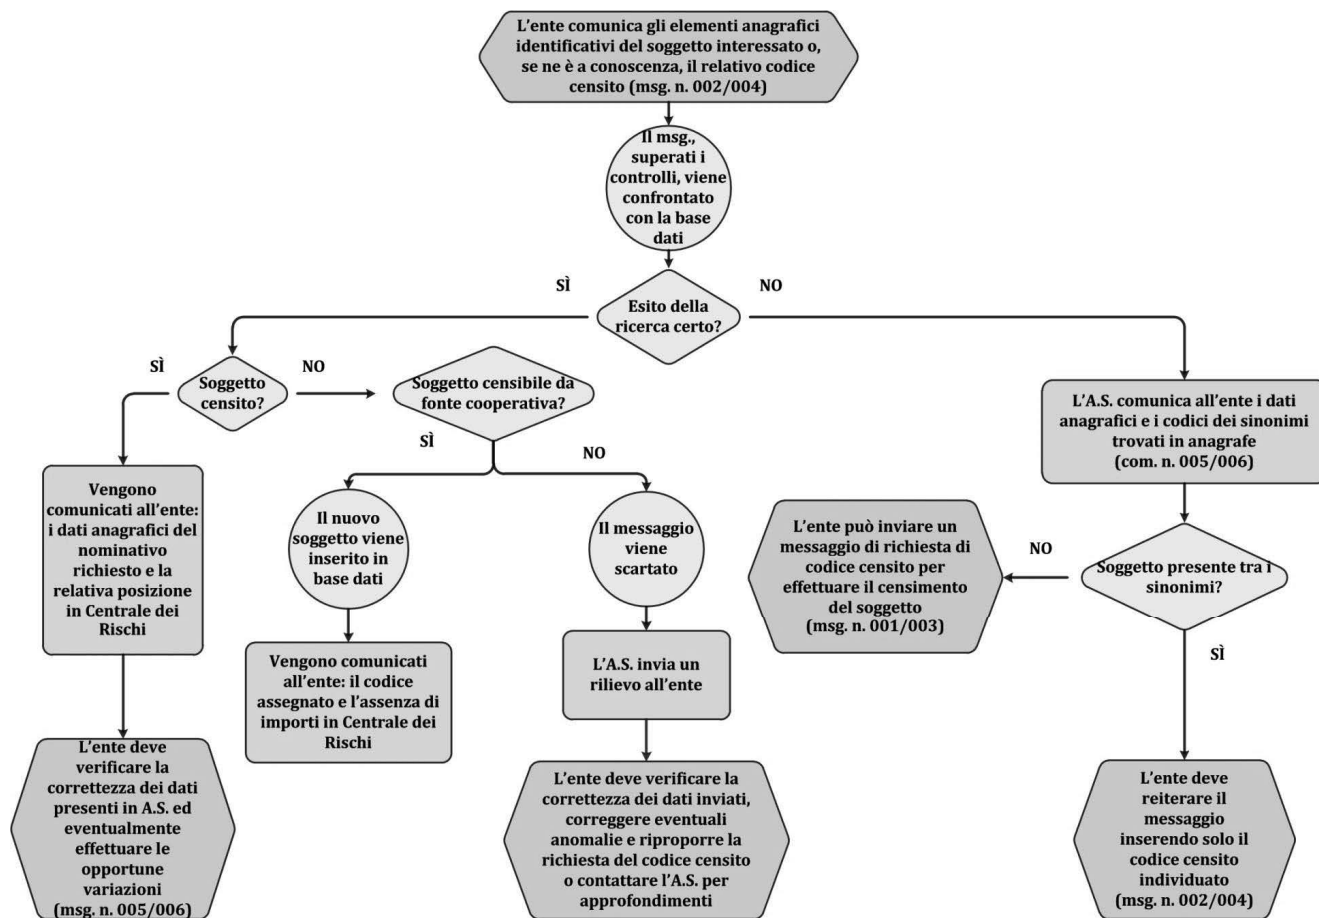 L'ente comunica gli elementi anagrafici
identificativi del soggetto interessato o,
se ne è a conoscenza, il relativo codice
censito (msg. n. 002/004)
Il msg.,
superati i
controlli, viene
confrontato
con la base
dati
SÌ
NO
Esito della
ricerca certo?
SÌ
NO
Soggetto
censito?
Soggetto censibile da
fonte cooperativa?
SÌ
NO
L'A.S. comunica all'ente i dati
anagrafici e i codici dei sinonimi
trovati in anagrafe
(com. n. 005/006)
Vengono
comunicati all'ente:
i dati anagrafici del
nominativo
richiesto e la
relativa posizione
in Centrale dei
Rischi
Il nuovo
soggetto viene
inserito in
base dati
Il messaggio
viene
scartato
L'ente può inviare un
messaggio di richiesta di
codice censito per
effettuare il censimento
del soggetto
(msg. n. 001/003)
NO
Soggetto presente tra i
sinonimi?
SÌ
Vengono comunicati
all'ente: il codice
assegnato e l'assenza di
importi in Centrale dei
Rischi
L'A.S. invia un
rilievo all'ente
L'ente deve
verificare la
correttezza dei dati
presenti in A.S. ed
eventualmente
effettuare le
opportune
variazioni
(msg. n. 005/006)
L'ente deve verificare la
correttezza dei dati inviati,
correggere eventuali
anomalie e riproporre la
richiesta del codice censito
o contattare l'A.S. per
approfondimenti
L'ente deve
reiterare il
messaggio
inserendo solo il
codice censito
individuato
(msg. n. 002/004)